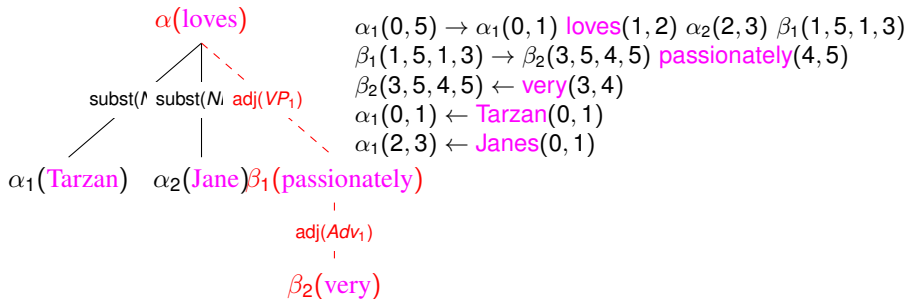 α(loves)
subst(N subst(N adj(VP₁)
α₁(Tarzan) α₂(Jane) β₁(passionately)
adj(Adv₁)
β₂(very)
α₁(0, 5) → α₁(0, 1) loves(1, 2) α₂(2, 3) β₁(1, 5, 1, 3)
β₁(1, 5, 1, 3) → β₂(3, 5, 4, 5) passionately(4, 5)
β₂(3, 5, 4, 5) ← very(3, 4)
α₁(0, 1) ← Tarzan(0, 1)
α₁(2, 3) ← Janes(0, 1)